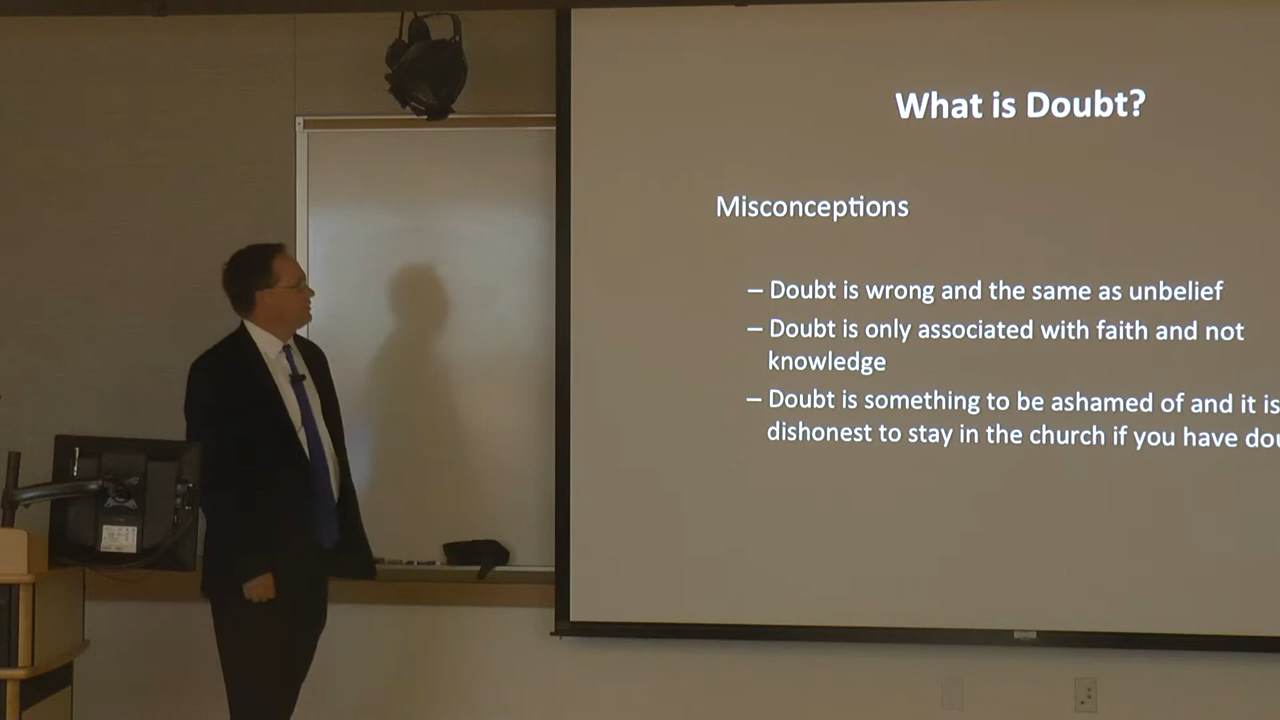 What is Doubt?
Misconceptions
– Doubt is wrong and the same as unbelief
– Doubt is only associated with faith and not
knowledge
– Doubt is something to be ashamed of and it is
dishonest to stay in the church if you have